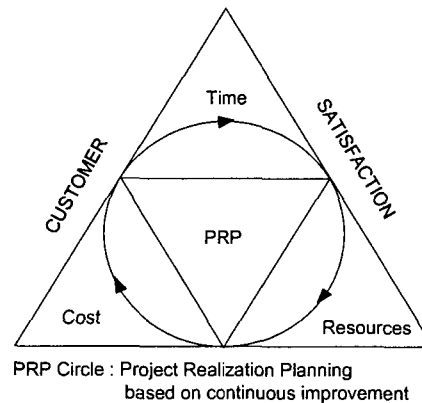 Time
CUSTOMER
SATISFACTION
PRP
Cost
Resources
PRP Circle : Project Realization Planning
based on continuous improvement